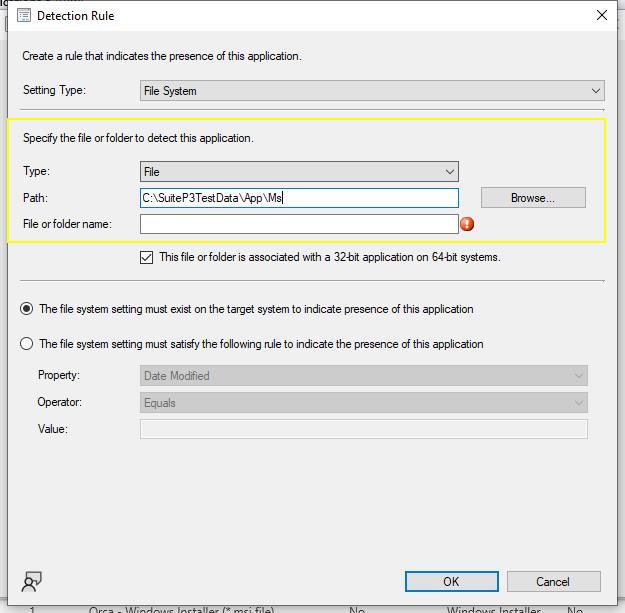 Detection Rule
Create a rule that indicates the presence of this application.
Setting Type: File System
Specify the file or folder to detect this application.
Type: File
Path: C:\SuiteP3TestData\App\Ms Browse...
File or folder name:
This file or folder is associated with a 32-bit application on 64-bit systems.
The file system setting must exist on the target system to indicate presence of this application
The file system setting must satisfy the following rule to indicate the presence of this application
Property: Date Modified
Operator: Equals
Value:
OK Cancel
1 Orca - Windows Installer (*.msi file) No Windows Installer No